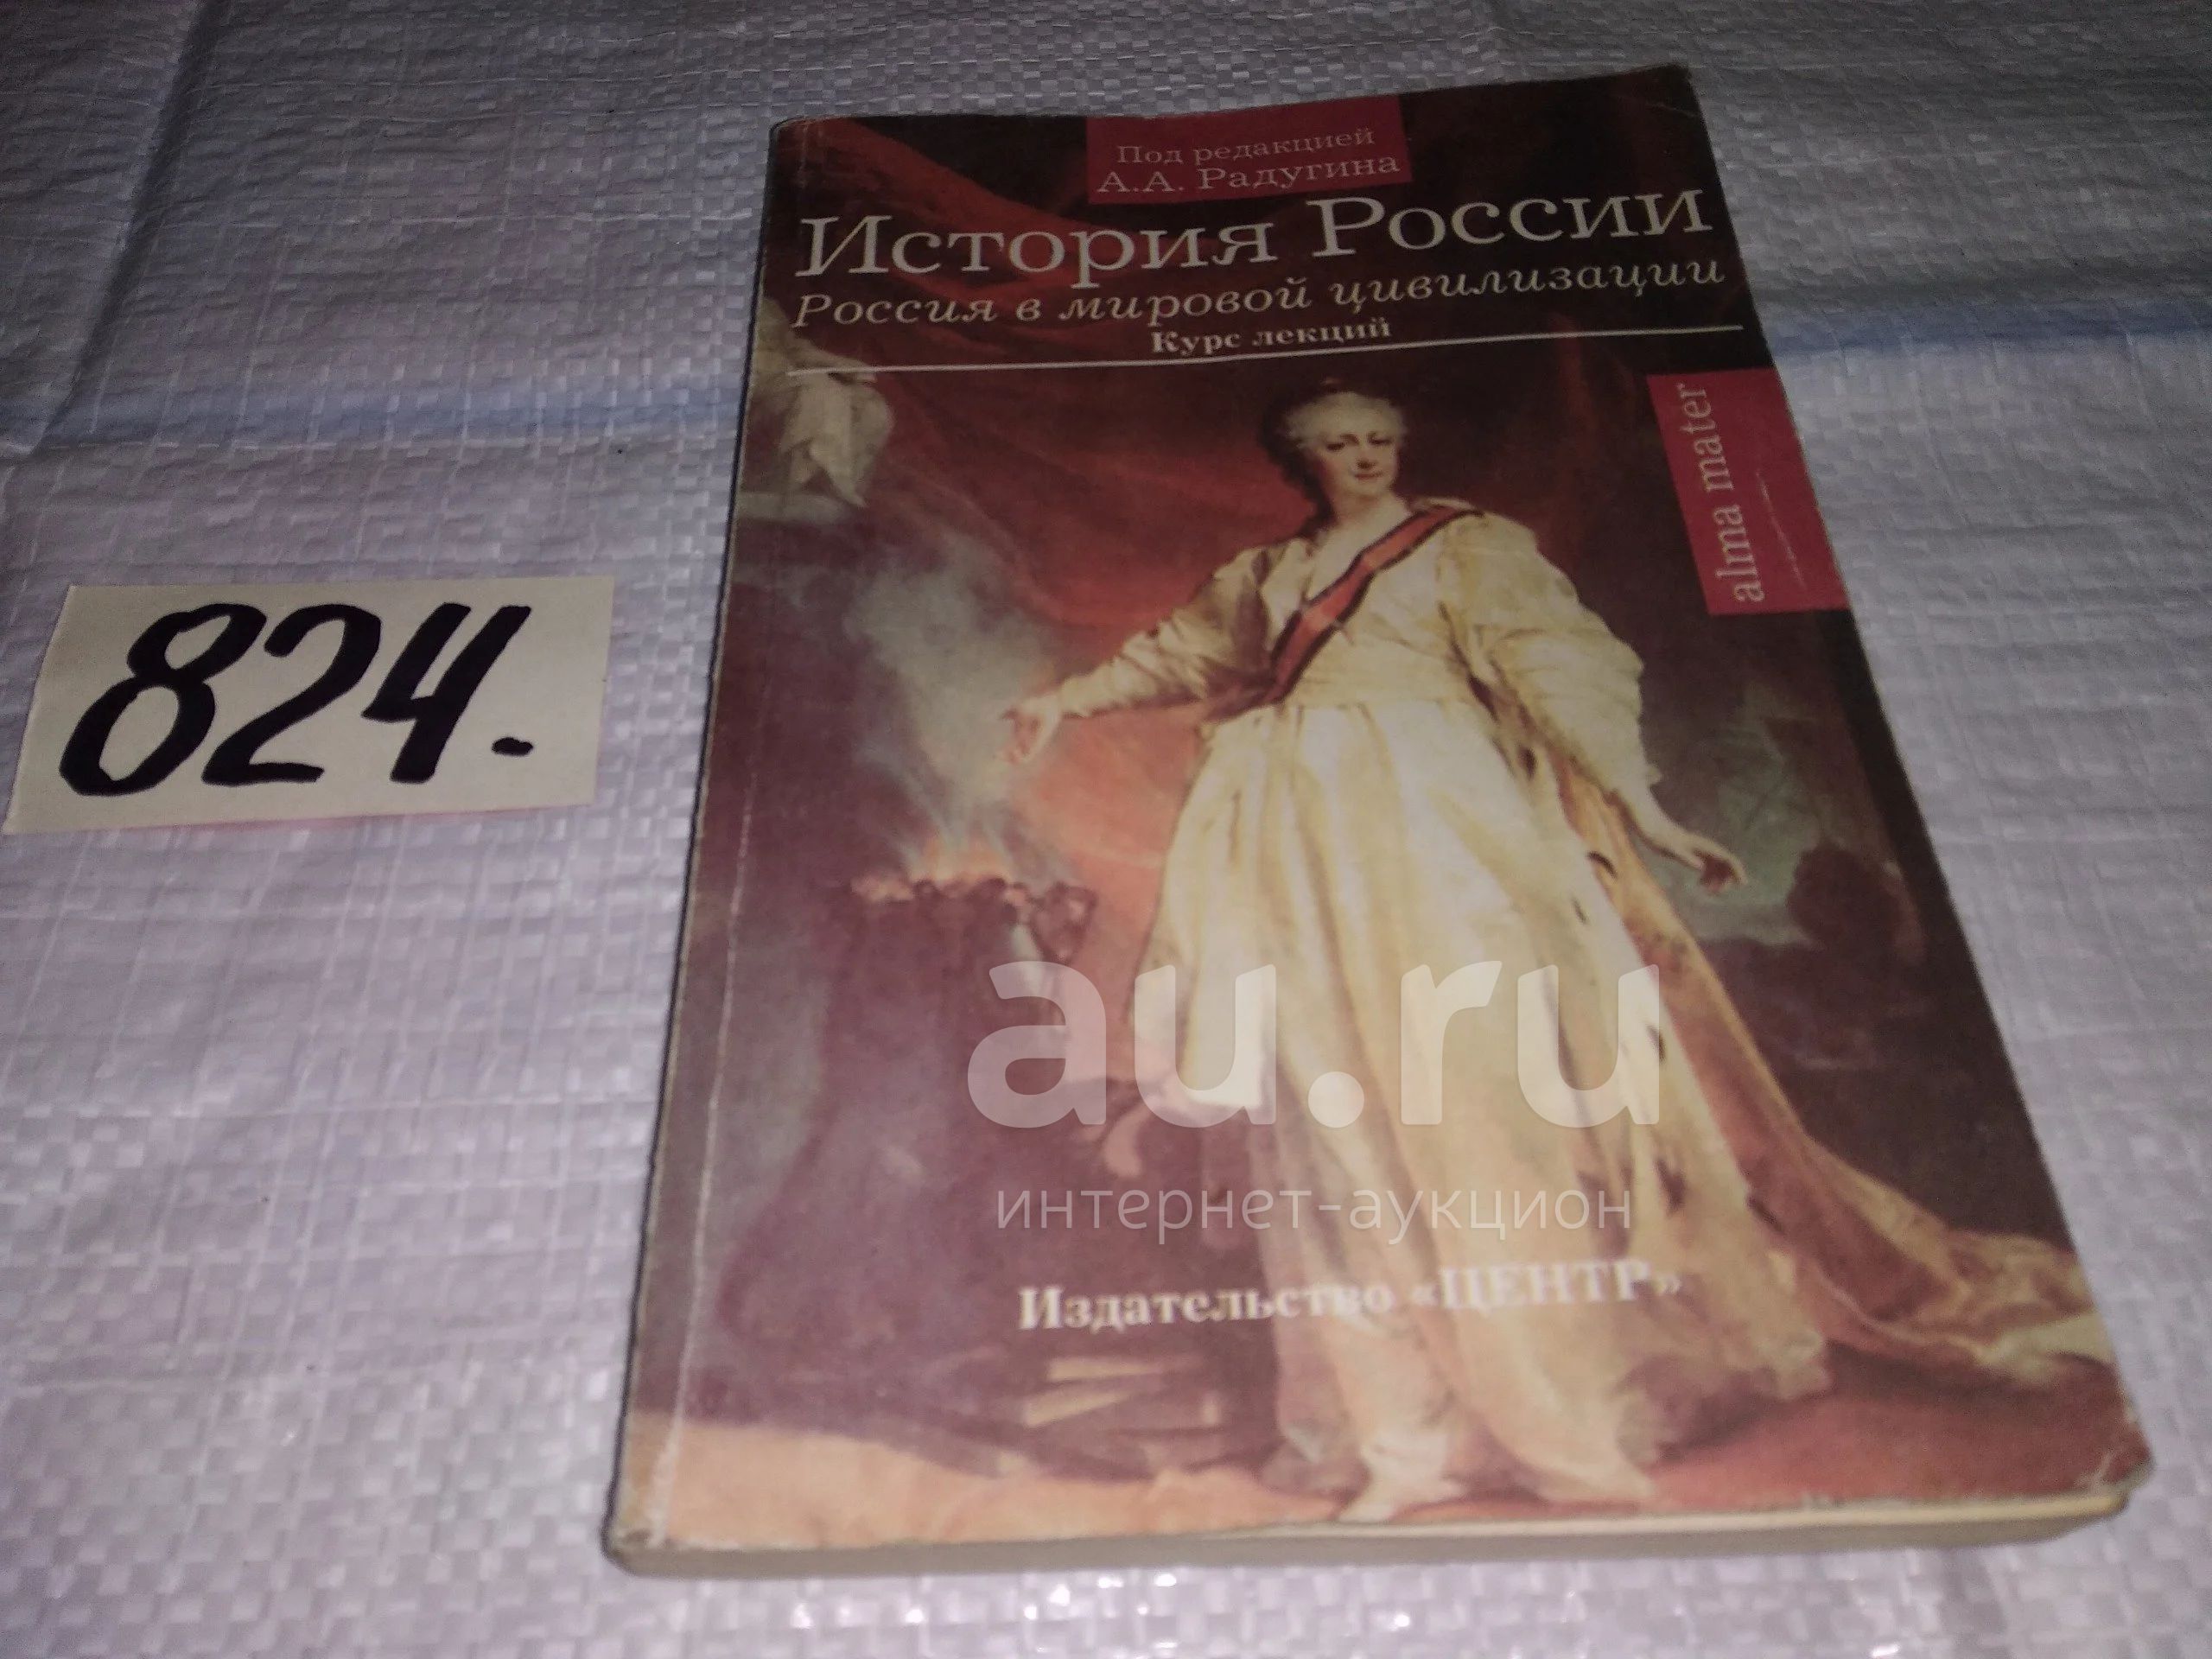 Под редакцией
А.А. Радугина
История России
Россия в мировой цивилизации
Курс лекций
alma mater
824.
au.ru
интернет-аукцион
Издательство «ЦЕНТР»